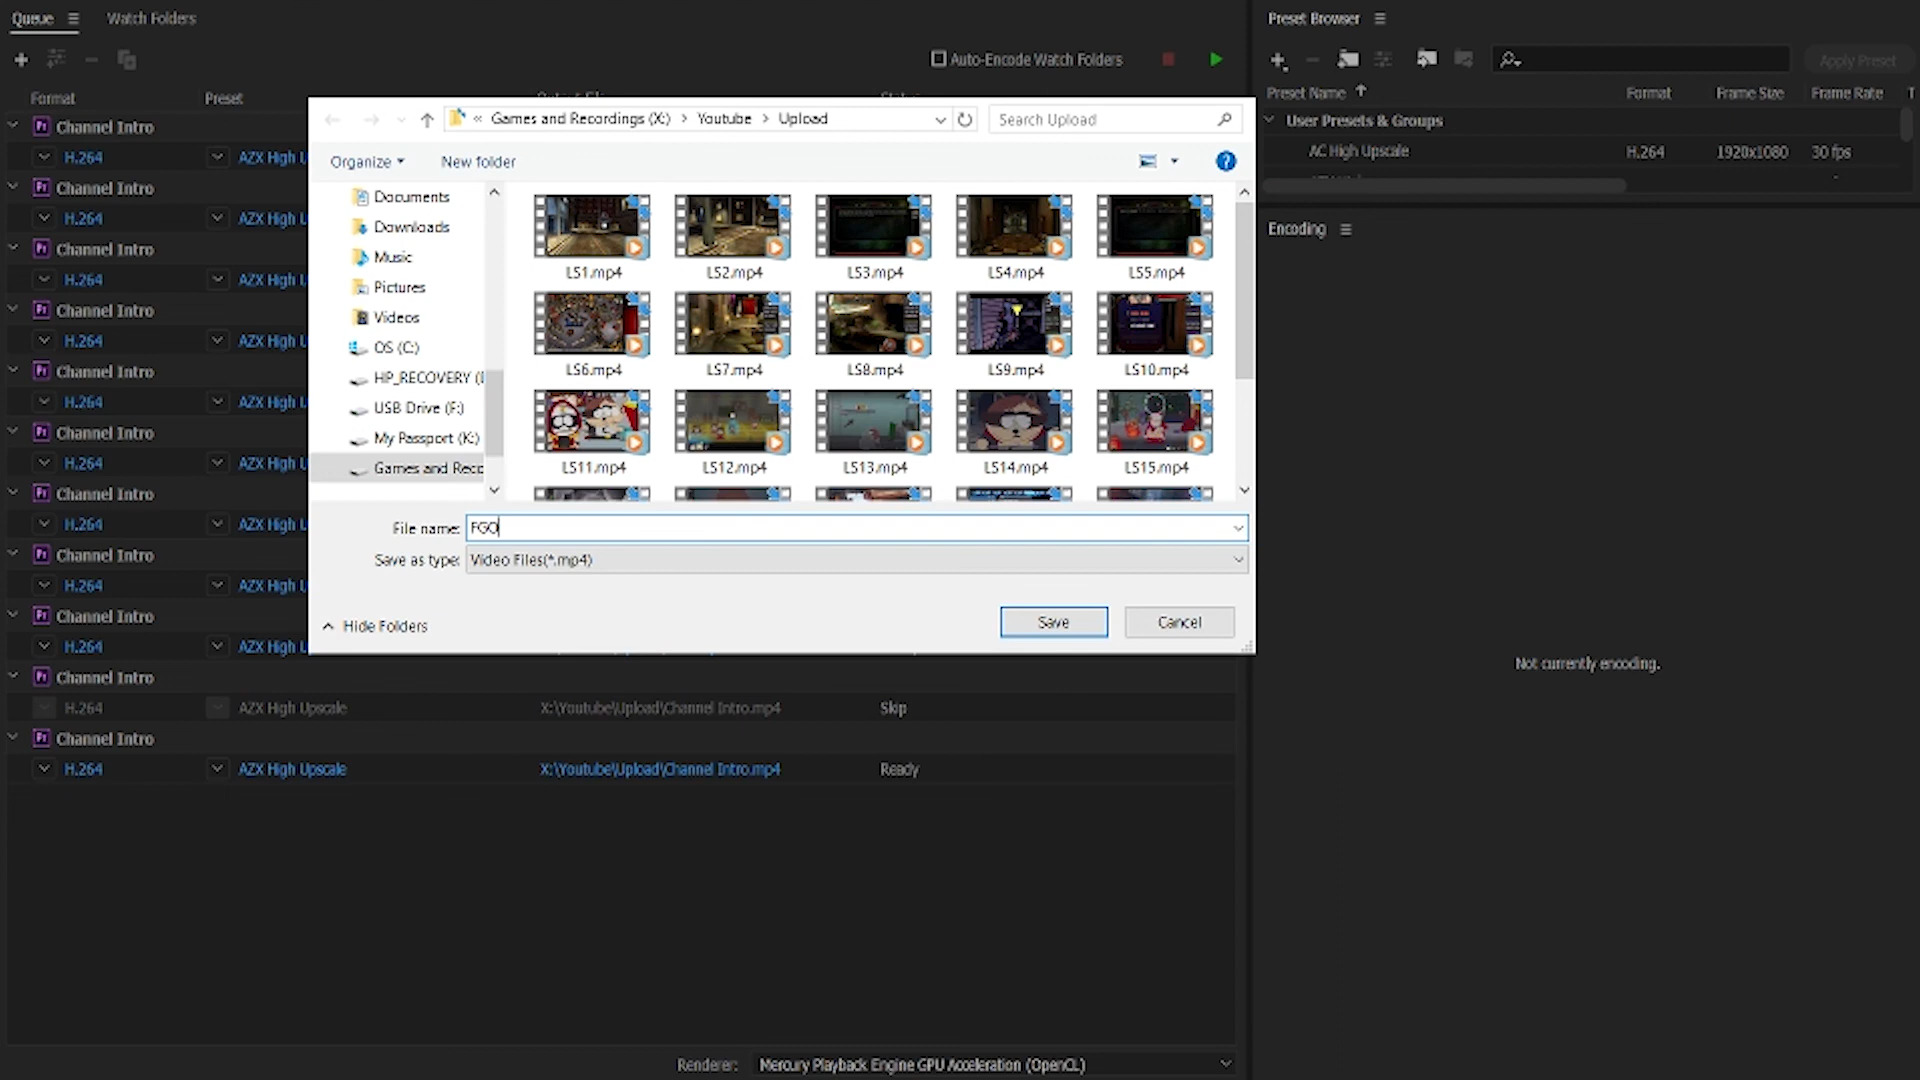 Queue
Watch Folders
Auto-Encode Watch Folders
Format
Preset
Channel Intro
H.264
AZX High U
Channel Intro
H.264
AZX High U
Channel Intro
H.264
AZX High U
Channel Intro
H.264
AZX High U
Channel Intro
H.264
AZX High U
Channel Intro
H.264
AZX High U
Channel Intro
H.264
AZX High U
Channel Intro
H.264
AZX High U
Channel Intro
H.264
AZX High U
Channel Intro
H.264 AZX High Upscale X:\Youtube\Upload\Channel Intro.mp4 Skip
Channel Intro
H.264 AZX High Upscale X:\Youtube\Upload\Channel Intro.mp4 Ready
Renderer: Mercury Playback Engine GPU Acceleration (OpenCL)
« Games and Recordings (X:) > Youtube > Upload
Search Upload
Organize
New folder
Documents
Downloads
Music
Pictures
Videos
OS (C:)
HP_RECOVERY (
USB Drive (F:)
My Passport (K:)
Games and Reco
LS1.mp4 LS2.mp4 LS3.mp4 LS4.mp4 LS5.mp4
LS6.mp4 LS7.mp4 LS8.mp4 LS9.mp4 LS10.mp4
LS11.mp4 LS12.mp4 LS13.mp4 LS14.mp4 LS15.mp4
File name: FGO
Save as type: Video Files(*.mp4)
Hide Folders
Save
Cancel
Preset Browser
Apply Preset
Preset Name Format Frame Size Frame Rate T
User Presets & Groups
AC High Upscale H.264 1920x1080 30 fps
Encoding
Not currently encoding.